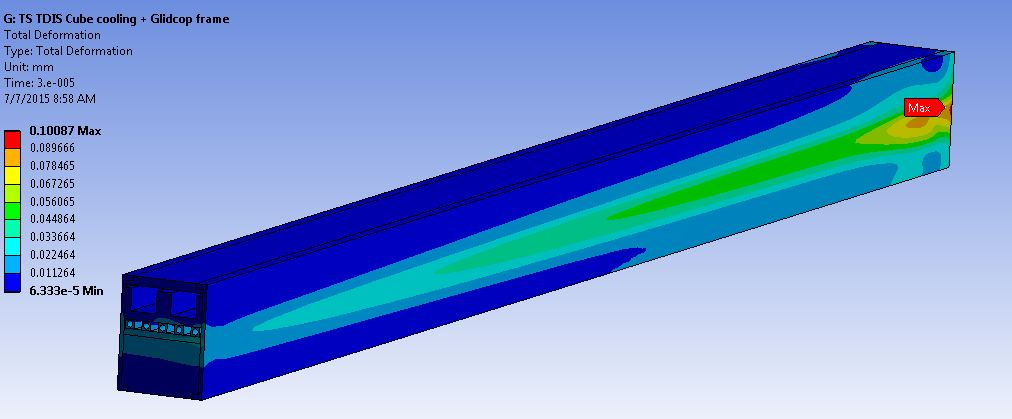 G: TS TDIS Cube cooling + Glidcop frame
Total Deformation
Type: Total Deformation
Unit: mm
Time: 3.e-005
7/7/2015 8:58 AM
0.10087 Max
0.089666
0.078465
0.067265
0.056065
0.044864
0.033664
0.022464
0.011264
6.333e-5 Min
Max